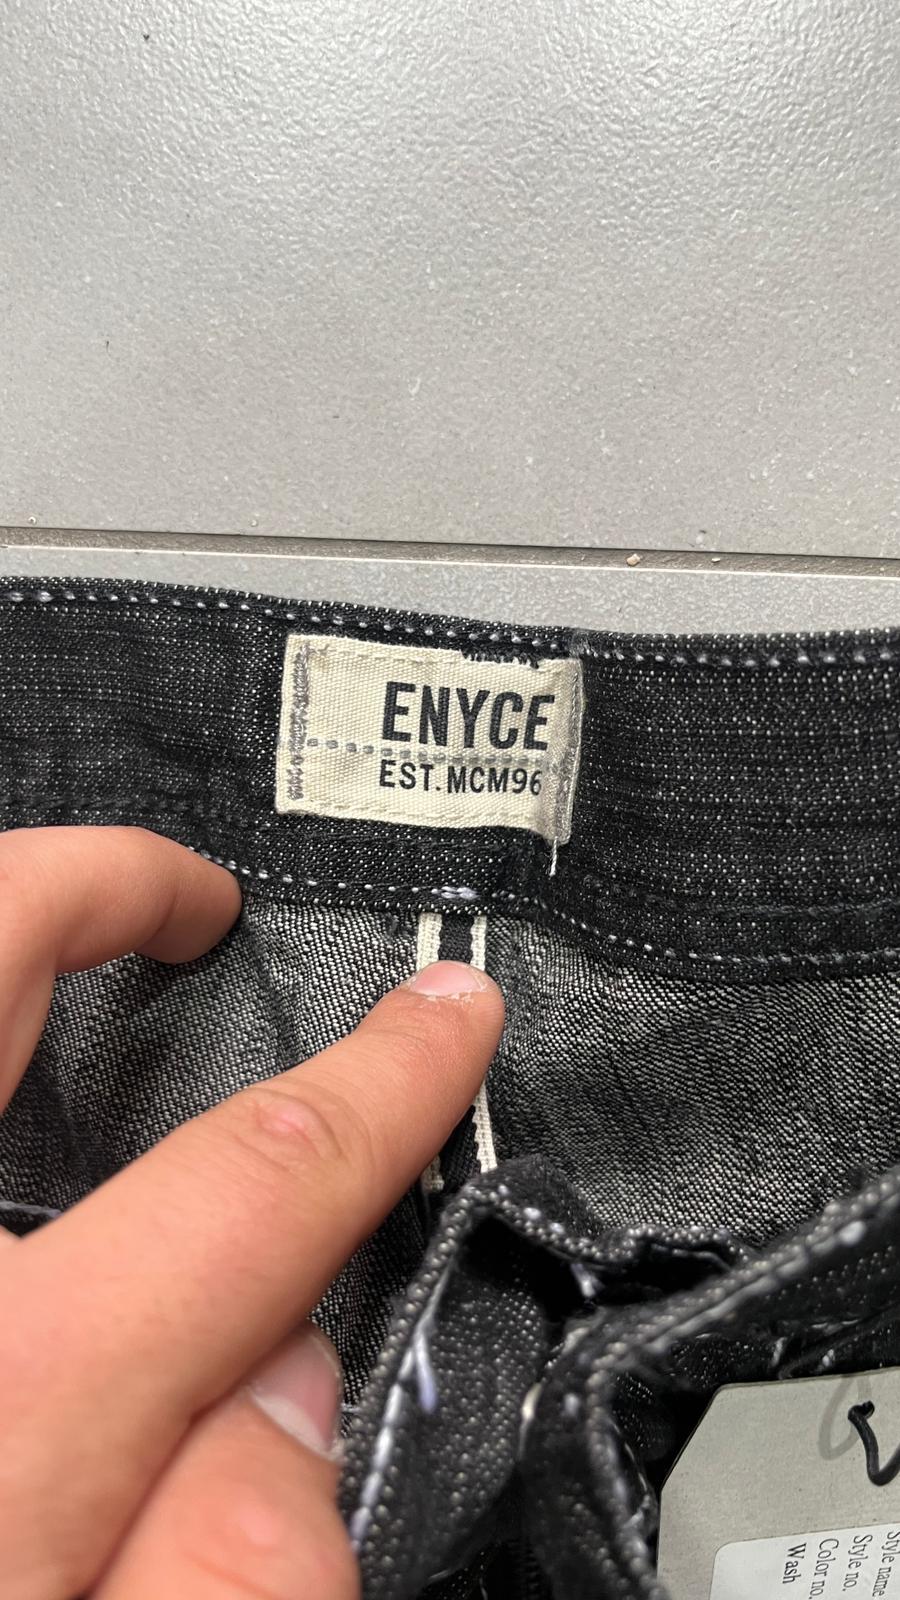 ENYCE
EST.MCM96
Style name
Style no.
Color no.
Wash